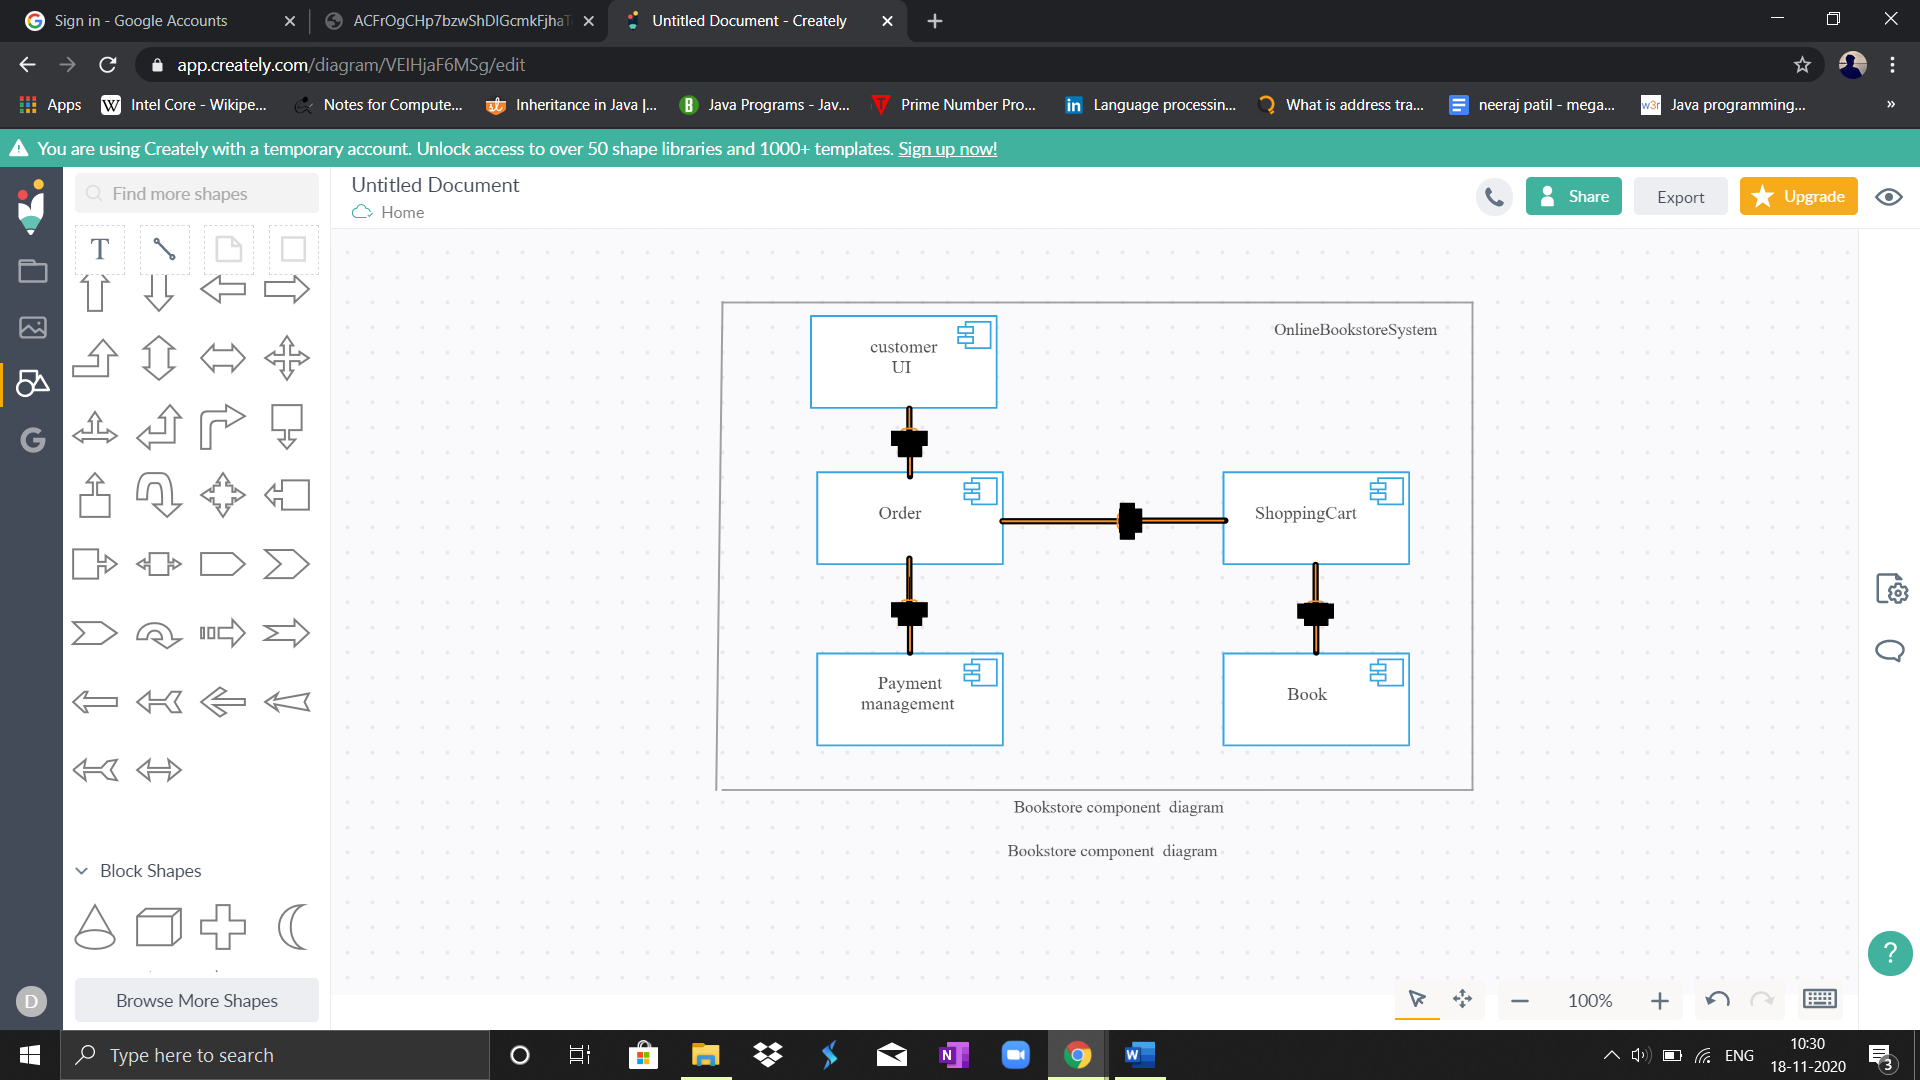 Sign in - Google Accounts
ACFrOgCHp7bzwShDIGcmkFjhaT
Untitled Document - Creately
app.creately.com/diagram/VEIHjaF6MSg/edit
Apps
W Intel Core - Wikipe...
Notes for Compute...
Inheritance in Java |...
B Java Programs - Jav...
T Prime Number Pro...
in Language processin...
What is address tra...
neeraj patil - mega...
w3r Java programming...
»
You are using Creately with a temporary account. Unlock access to over 50 shape libraries and 1000+ templates. Sign up now!
Find more shapes
Untitled Document
Home
Share
Export
Upgrade
T
G
OnlineBookstoreSystem
customer
UI
Order
ShoppingCart
Payment
management
Book
Bookstore component diagram
Bookstore component diagram
Block Shapes
Browse More Shapes
D
?
100%
Type here to search
N
W
ENG
10:30
18-11-2020
3